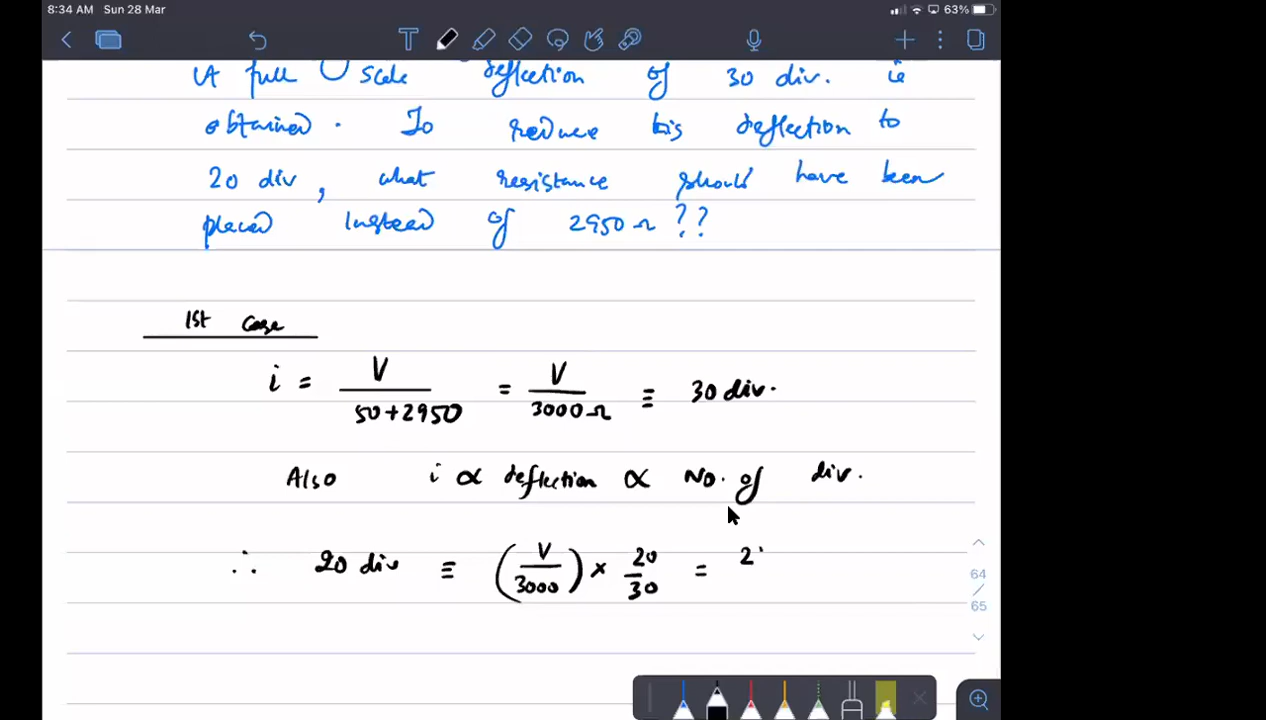 8:34 AM Sun 28 Mar 63%
A full scale deflection of 30 div. is
obtained. To reduce this deflection to
20 div, what resistance should have been
placed instead of 2950 Ω ??
1st Case
i = V / 50+2950 = V / 3000 Ω ≡ 30 div.
Also i ∝ deflection ∝ No. of div.
∴ 20 div ≡ (V / 3000) × 20 / 30 = 2
64 / 65